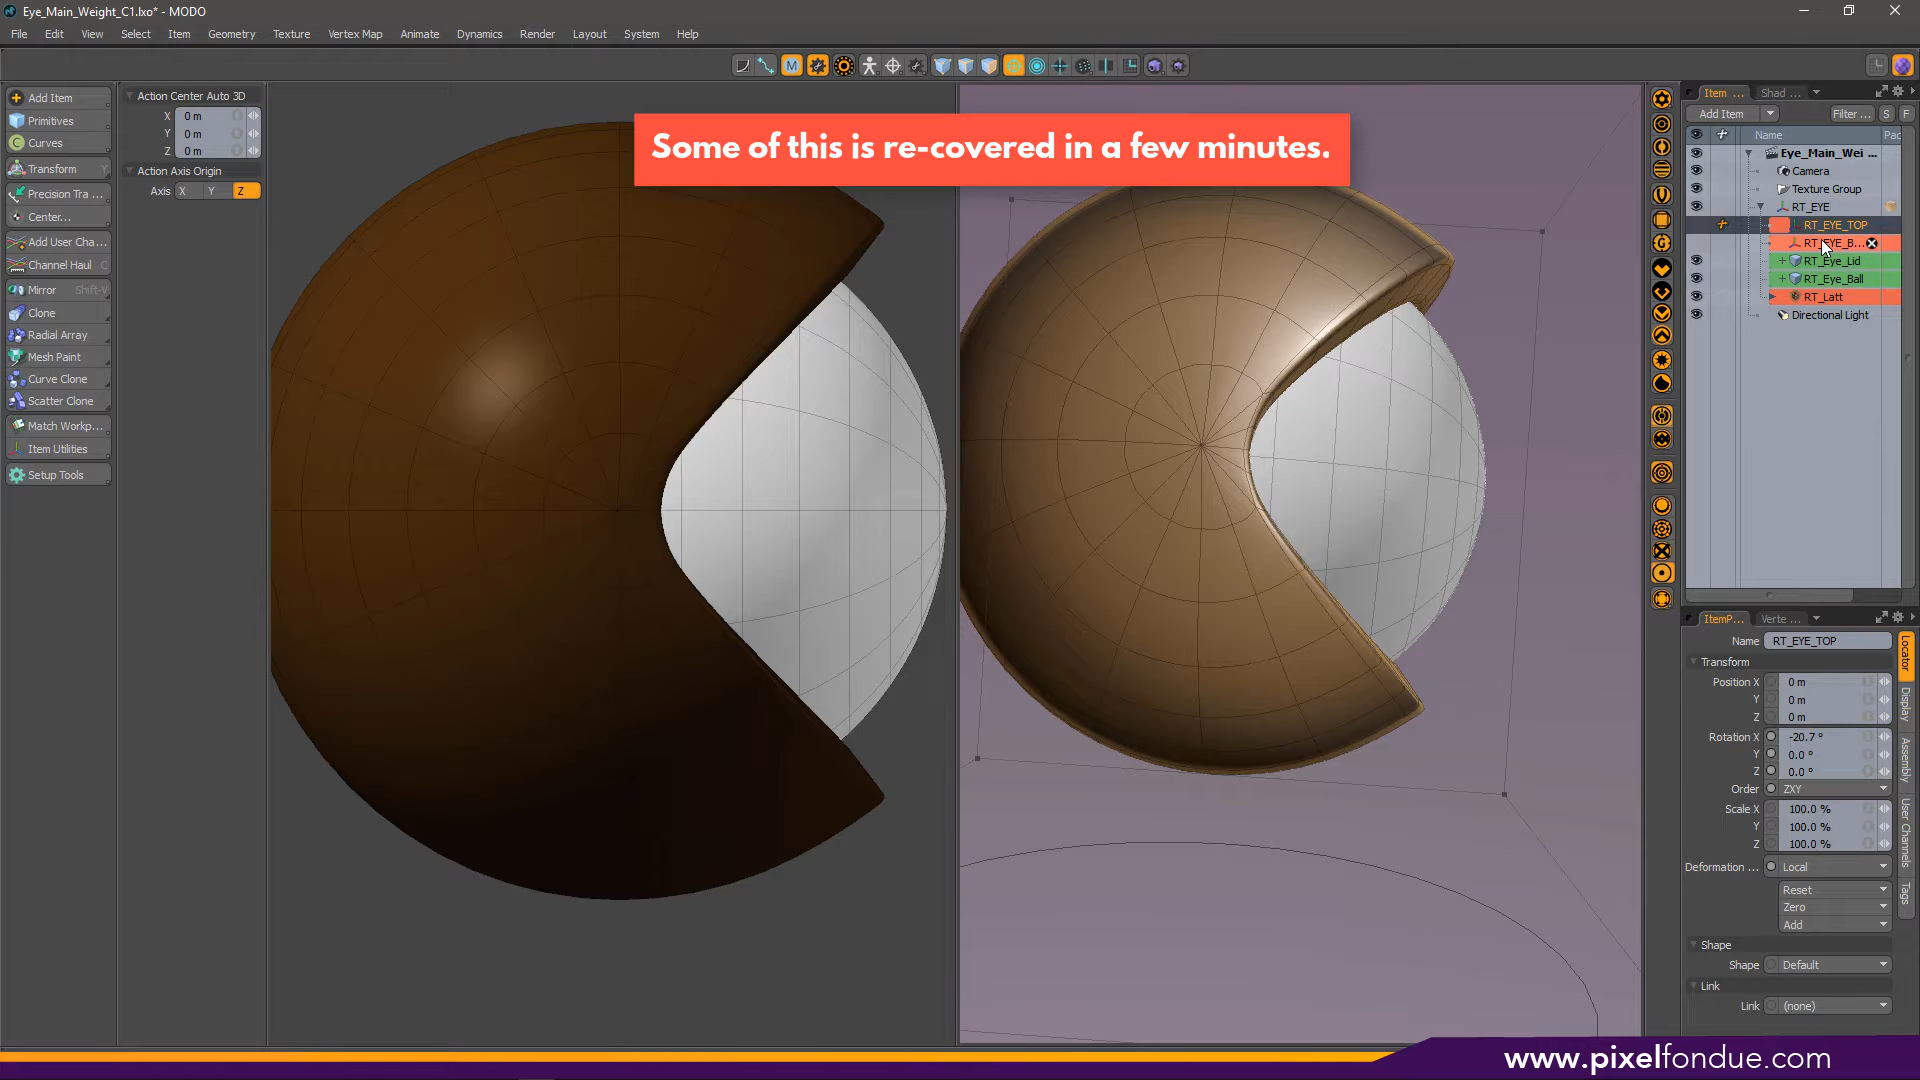 Eye_Main_Weight_C1.lxo* - MODO
File Edit View Select Item Geometry Texture Vertex Map Animate Dynamics Render Layout System Help
Add Item
Primitives
Curves
Transform
Precision Tra ...
Center...
Add User Cha...
Channel Haul
Mirror Shift-V
Clone
Radial Array
Mesh Paint
Curve Clone
Scatter Clone
Match Workp...
Item Utilities
Setup Tools
Action Center Auto 3D
X 0 m
Y 0 m
Z 0 m
Action Axis Origin
Axis X Y Z
Some of this is re-covered in a few minutes.
Item ... Shad ...
Add Item Filter ... S F
Name
Eye_Main_Wei ...
Camera
Texture Group
RT_EYE
RT_EYE_TOP
RT_EYE_B...
RT_Eye_Lid
RT_Eye_Ball
RT_Latt
Directional Light
ItemP... Verte ...
Name RT_EYE_TOP
Transform
Position X 0 m
Y 0 m
Z 0 m
Rotation X -20.7 °
Y 0.0 °
Z 0.0 °
Order ZXY
Scale X 100.0 %
Y 100.0 %
Z 100.0 %
Deformation ... Local
Reset
Zero
Add
Shape
Shape Default
Link
Link (none)
Locator
Display
Assembly
User Channels
Tags
www.pixelfondue.com